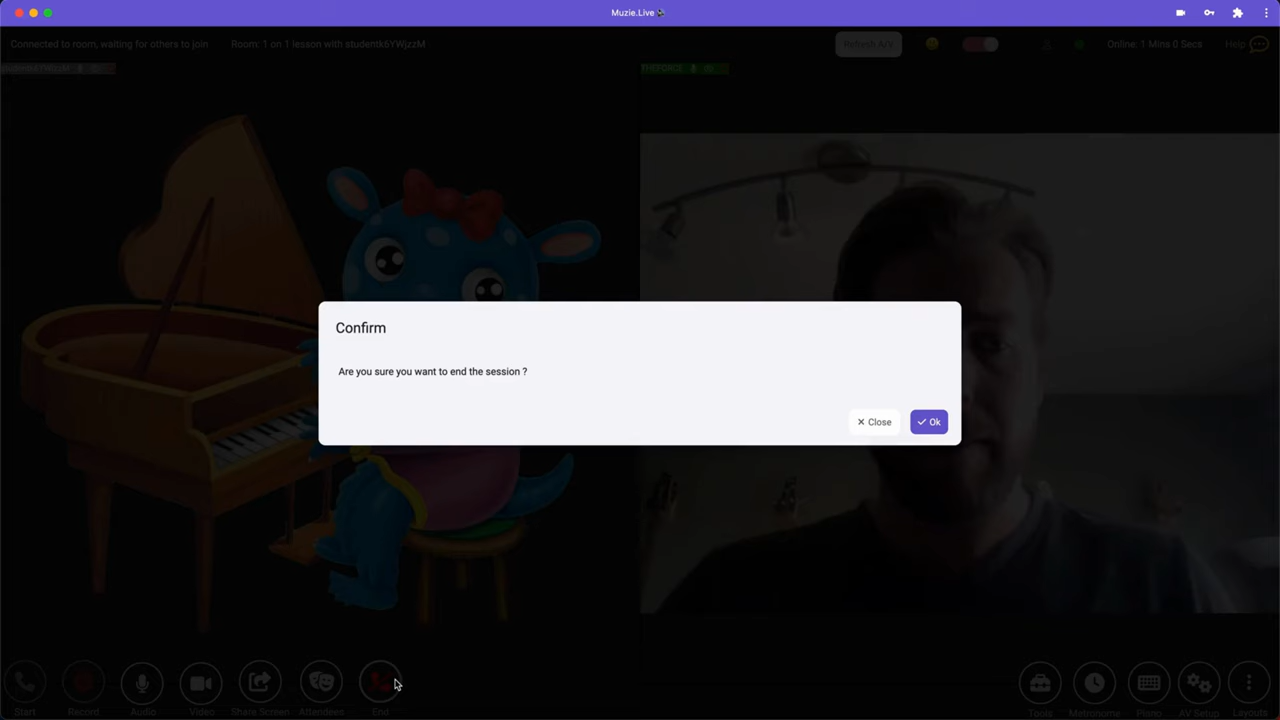 Muzie.Live
Connected to room, waiting for others to join
Room: 1 on 1 lesson with studentk6YWjzzM
Refresh A/V
Online: 1 Mins 0 Secs
Help
THEFORGE
Confirm
Are you sure you want to end the session ?
× Close
✓ Ok
Start
Record
Audio
Video
Share Screen
Attendees
End
Tools
Metronome
Piano
AV Setup
Layouts